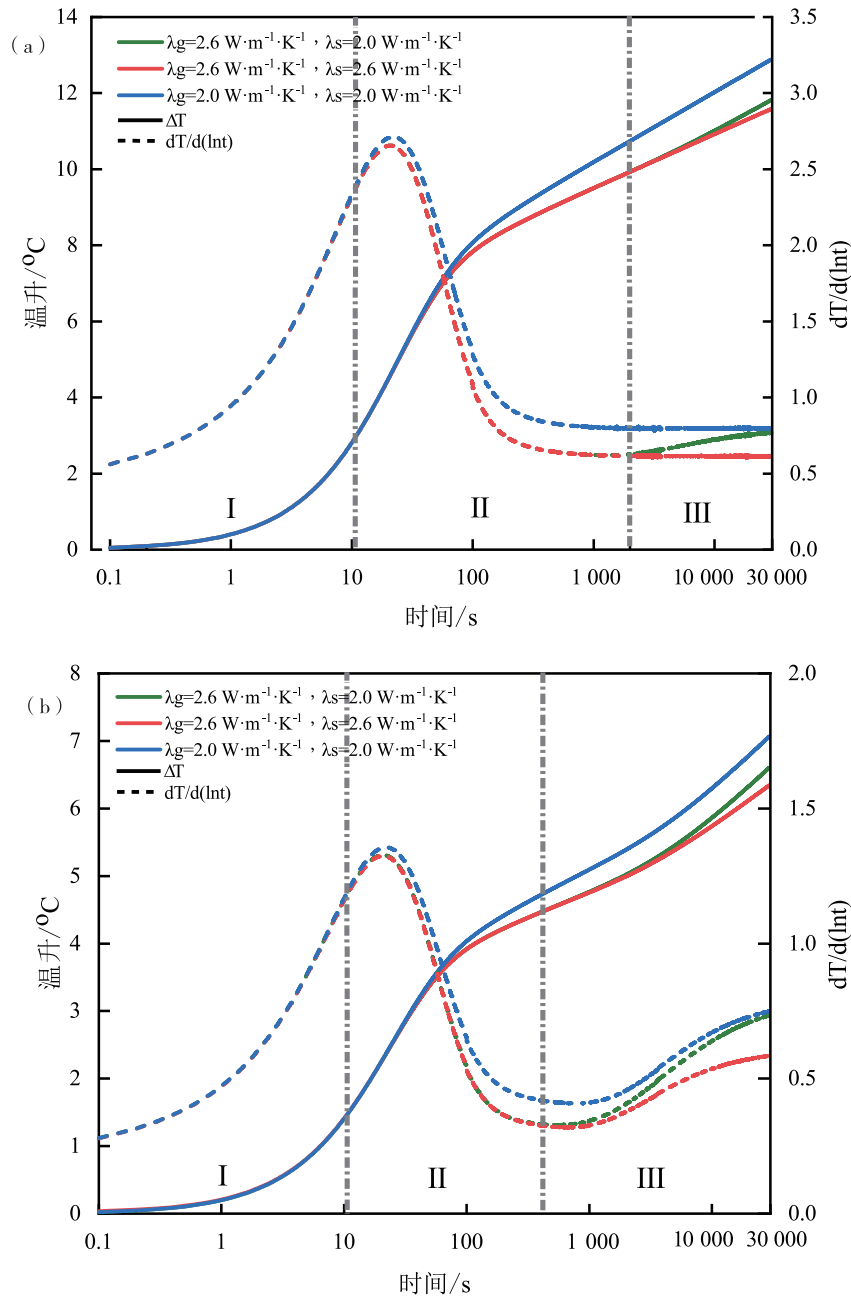 (a)
λg=2.6 W·m⁻¹·K⁻¹，λs=2.0 W·m⁻¹·K⁻¹
λg=2.6 W·m⁻¹·K⁻¹，λs=2.6 W·m⁻¹·K⁻¹
λg=2.0 W·m⁻¹·K⁻¹，λs=2.0 W·m⁻¹·K⁻¹
ΔT
dT/d(lnt)
14
12
10
8
6
4
2
0
温升/°C
3.5
3.0
2.5
2.0
1.5
1.0
0.5
0.0
dT/d(lnt)
I II III
0.1 1 10 100 1 000 10 000 30 000
时间/s
(b)
λg=2.6 W·m⁻¹·K⁻¹，λs=2.0 W·m⁻¹·K⁻¹
λg=2.6 W·m⁻¹·K⁻¹，λs=2.6 W·m⁻¹·K⁻¹
λg=2.0 W·m⁻¹·K⁻¹，λs=2.0 W·m⁻¹·K⁻¹
ΔT
dT/d(lnt)
8
7
6
5
4
3
2
1
0
温升/°C
2.0
1.5
1.0
0.5
0.0
dT/d(lnt)
I II III
0.1 1 10 100 1 000 10 000 30 000
时间/s